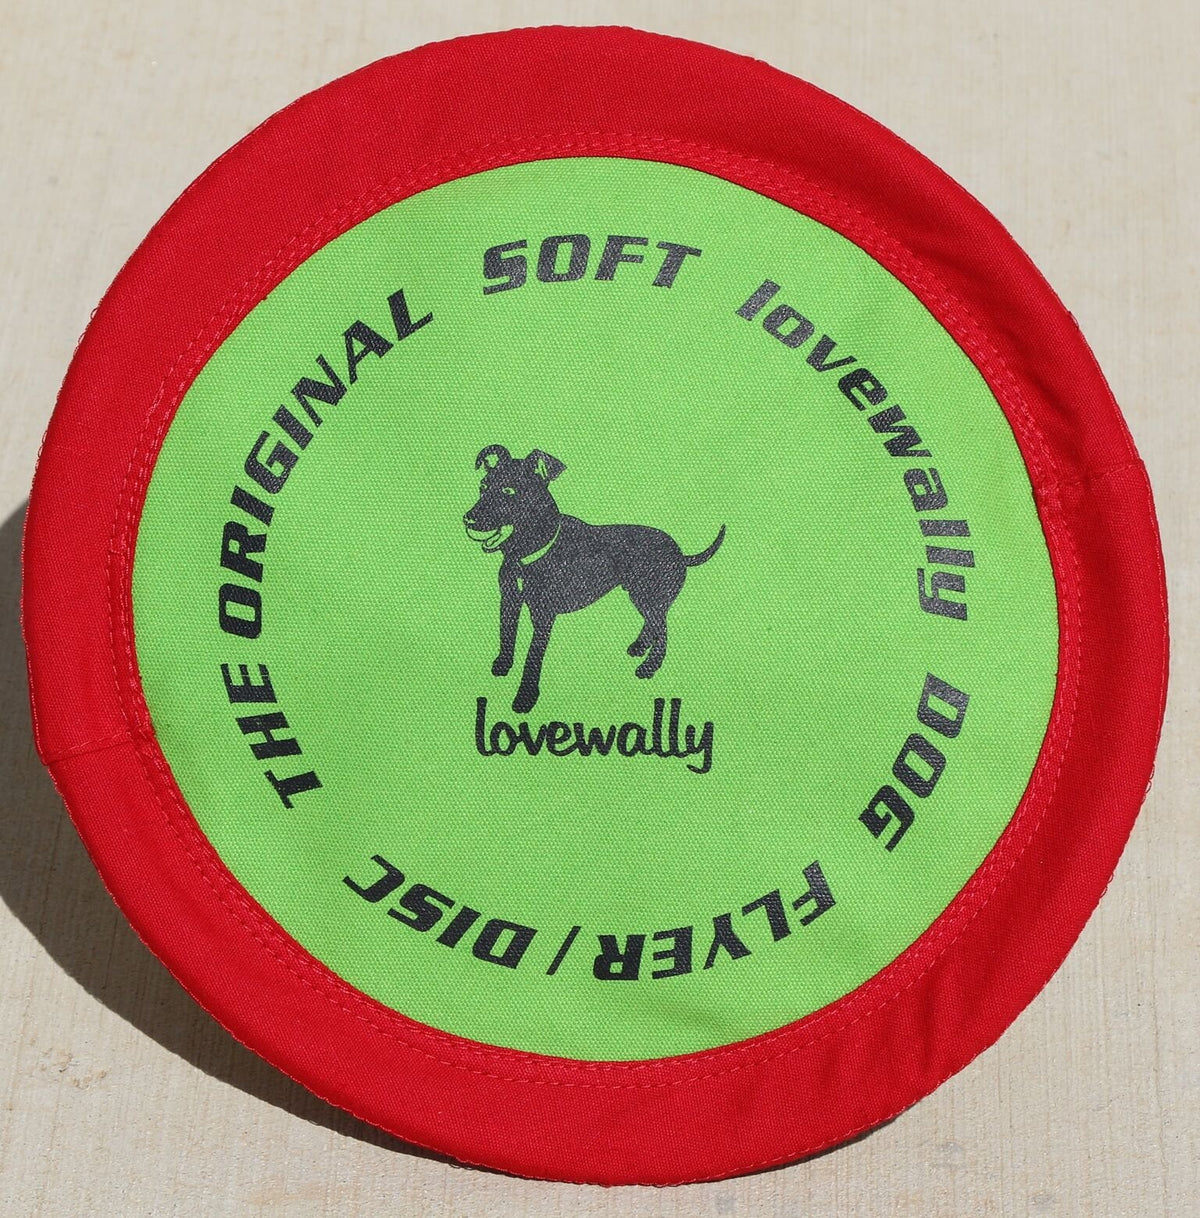 THE ORIGINAL SOFT lovewally DOG FLYER / DISC
lovewally